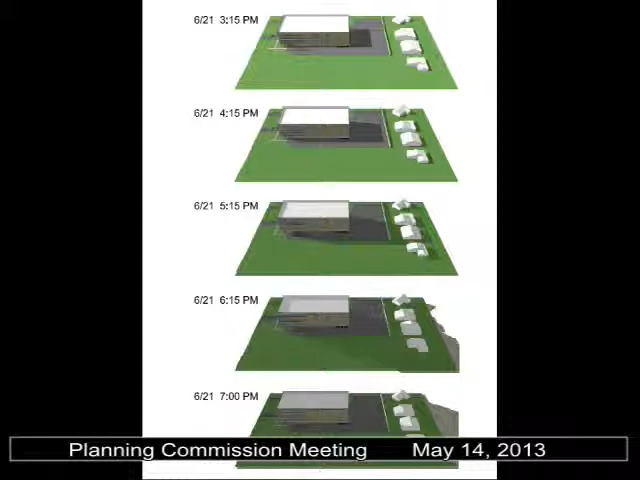 6/21 3:15 PM
6/21 4:15 PM
6/21 5:15 PM
6/21 6:15 PM
6/21 7:00 PM
Planning Commission Meeting May 14, 2013